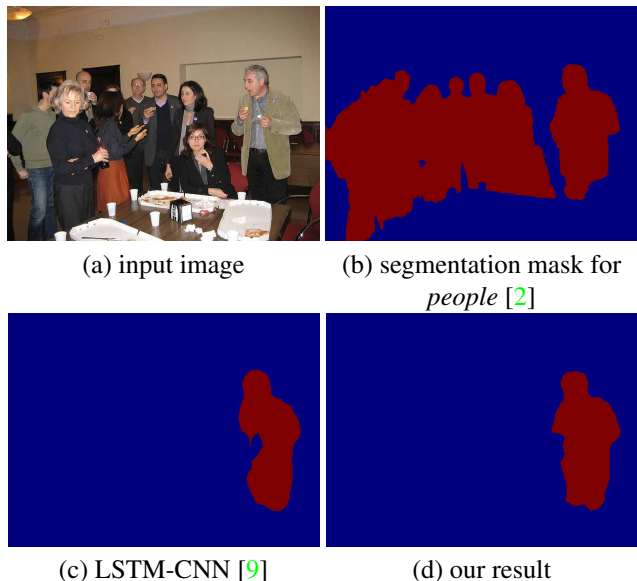 (a) input image
(b) segmentation mask for
people [2]
(c) LSTM-CNN [9]
(d) our result